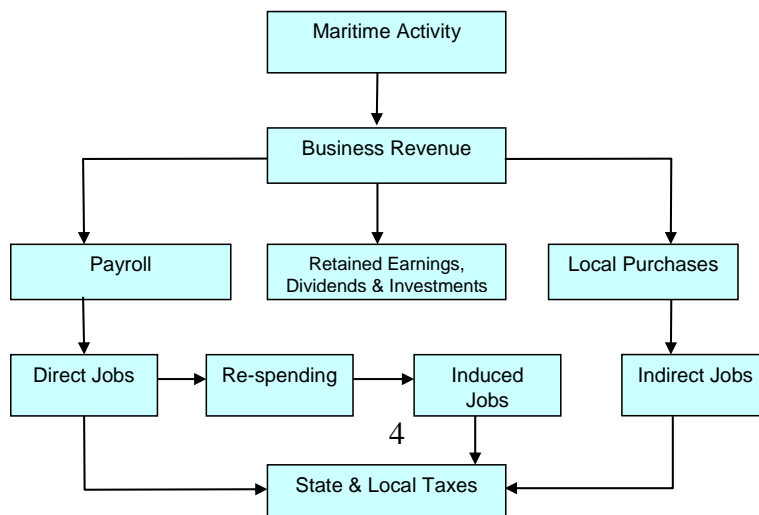 Maritime Activity
Business Revenue
Payroll
Retained Earnings,
Dividends & Investments
Local Purchases
Direct Jobs
Re-spending
Induced
Jobs
Indirect Jobs
4
State & Local Taxes